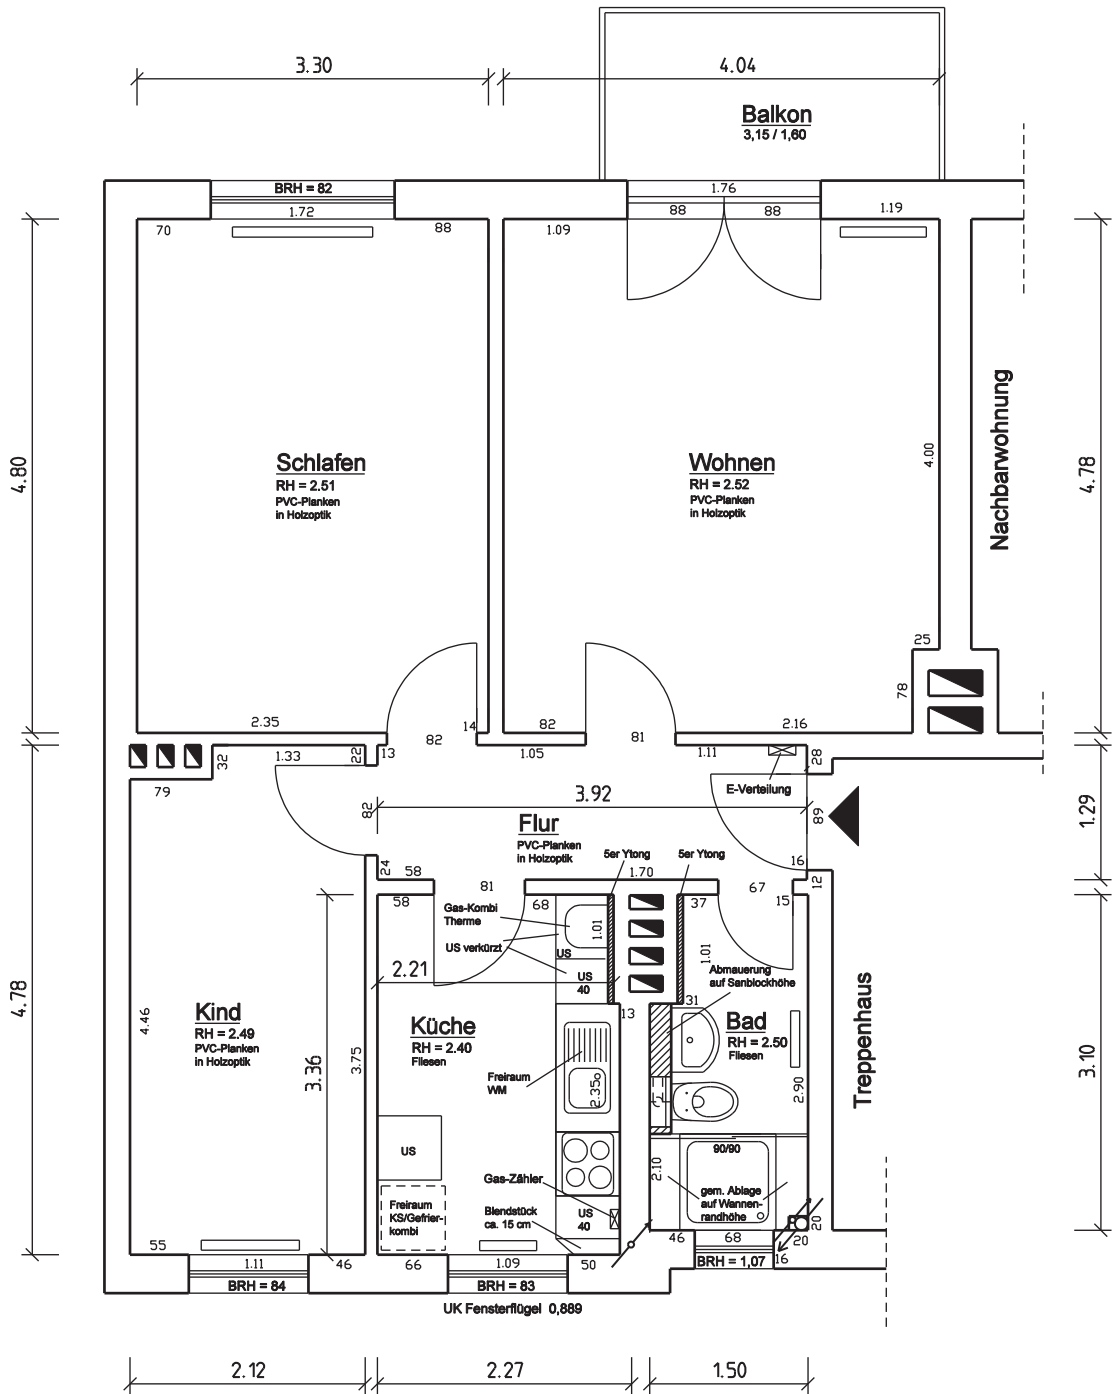 3.30
4.04
Balkon
3,15 / 1,60
BRH = 82
1.72
1.76
70
88
1.09
88
88
1.19
4.80
4.78
Nachbarwohnung
4.00
Schlafen
RH = 2.51
PVC-Planken
in Holzoptik
Wohnen
RH = 2.52
PVC-Planken
in Holzoptik
25
78
2.35
14
82
82
81
2.16
13
1.05
1.11
28
22
32
1.33
79
E-Verteilung
3.92
82
89
1.29
Flur
PVC-Planken
in Holzoptik
5er Ytong
5er Ytong
16
24
58
81
1.70
67
12
58
68
37
15
Gas-Kombi
Therme
1.01
US verkürzt
US
1.01
2.21
US
40
Abmauerung
auf Sanblockhöhe
4.78
4.46
Kind
RH = 2.49
PVC-Planken
in Holzoptik
3.36
3.75
Küche
RH = 2.40
Fliesen
13
31
Bad
RH = 2.50
Fliesen
Treppenhaus
3.10
Freiraum
WM
2.35
2.90
US
90/90
2.10
Gas-Zähler
Freiraum
KS/Gefrier-
kombi
Blendstück
ca. 15 cm
US
40
gem. Ablage
auf Wannen-
randhöhe
20
55
1.11
46
66
1.09
50
46
68
20
16
BRH = 84
BRH = 83
BRH = 1,07
UK Fensterflügel 0,889
2.12
2.27
1.50